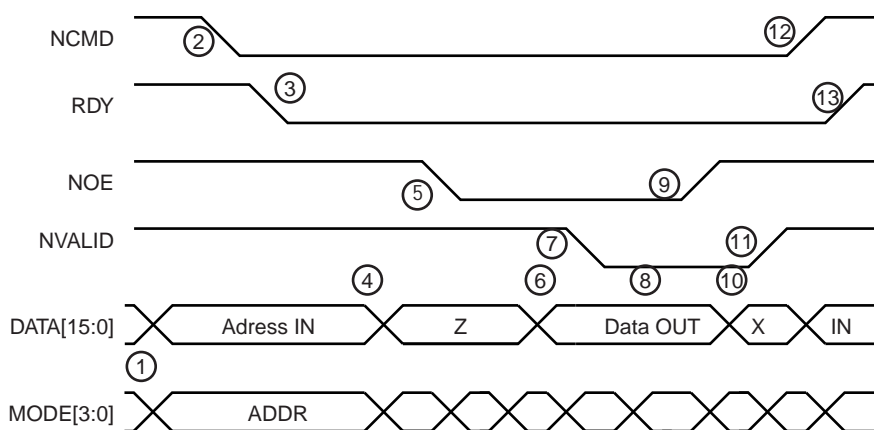 NCMD ② ⑫
RDY ③ ⑬
NOE ⑤ ⑨
NVALID ⑦ ⑪
④ ⑥ ⑧ ⑩
DATA[15:0] Adress IN Z Data OUT X IN
①
MODE[3:0] ADDR